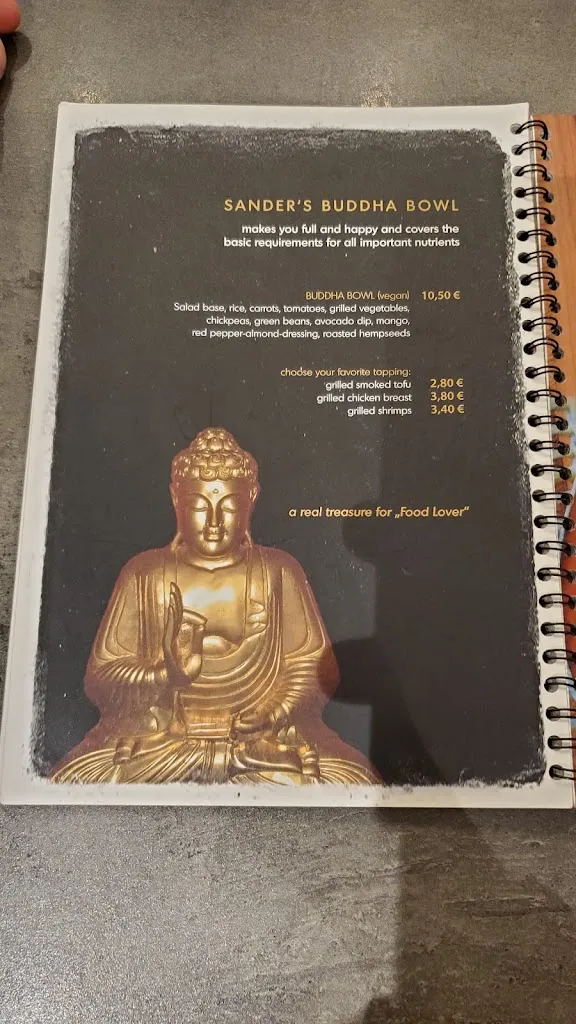 SANDER'S BUDDHA BOWL
makes you full and happy and covers the
basic requirements for all important nutrients
BUDDHA BOWL (vegan) 10,50 €
Salad base, rice, carrots, tomatoes, grilled vegetables,
chickpeas, green beans, avocado dip, mango,
red pepper-almond-dressing, roasted hempseeds
choose your favorite topping:
grilled smoked tofu 2,80 €
grilled chicken breast 3,80 €
grilled shrimps 3,40 €
a real treasure for „Food Lover"